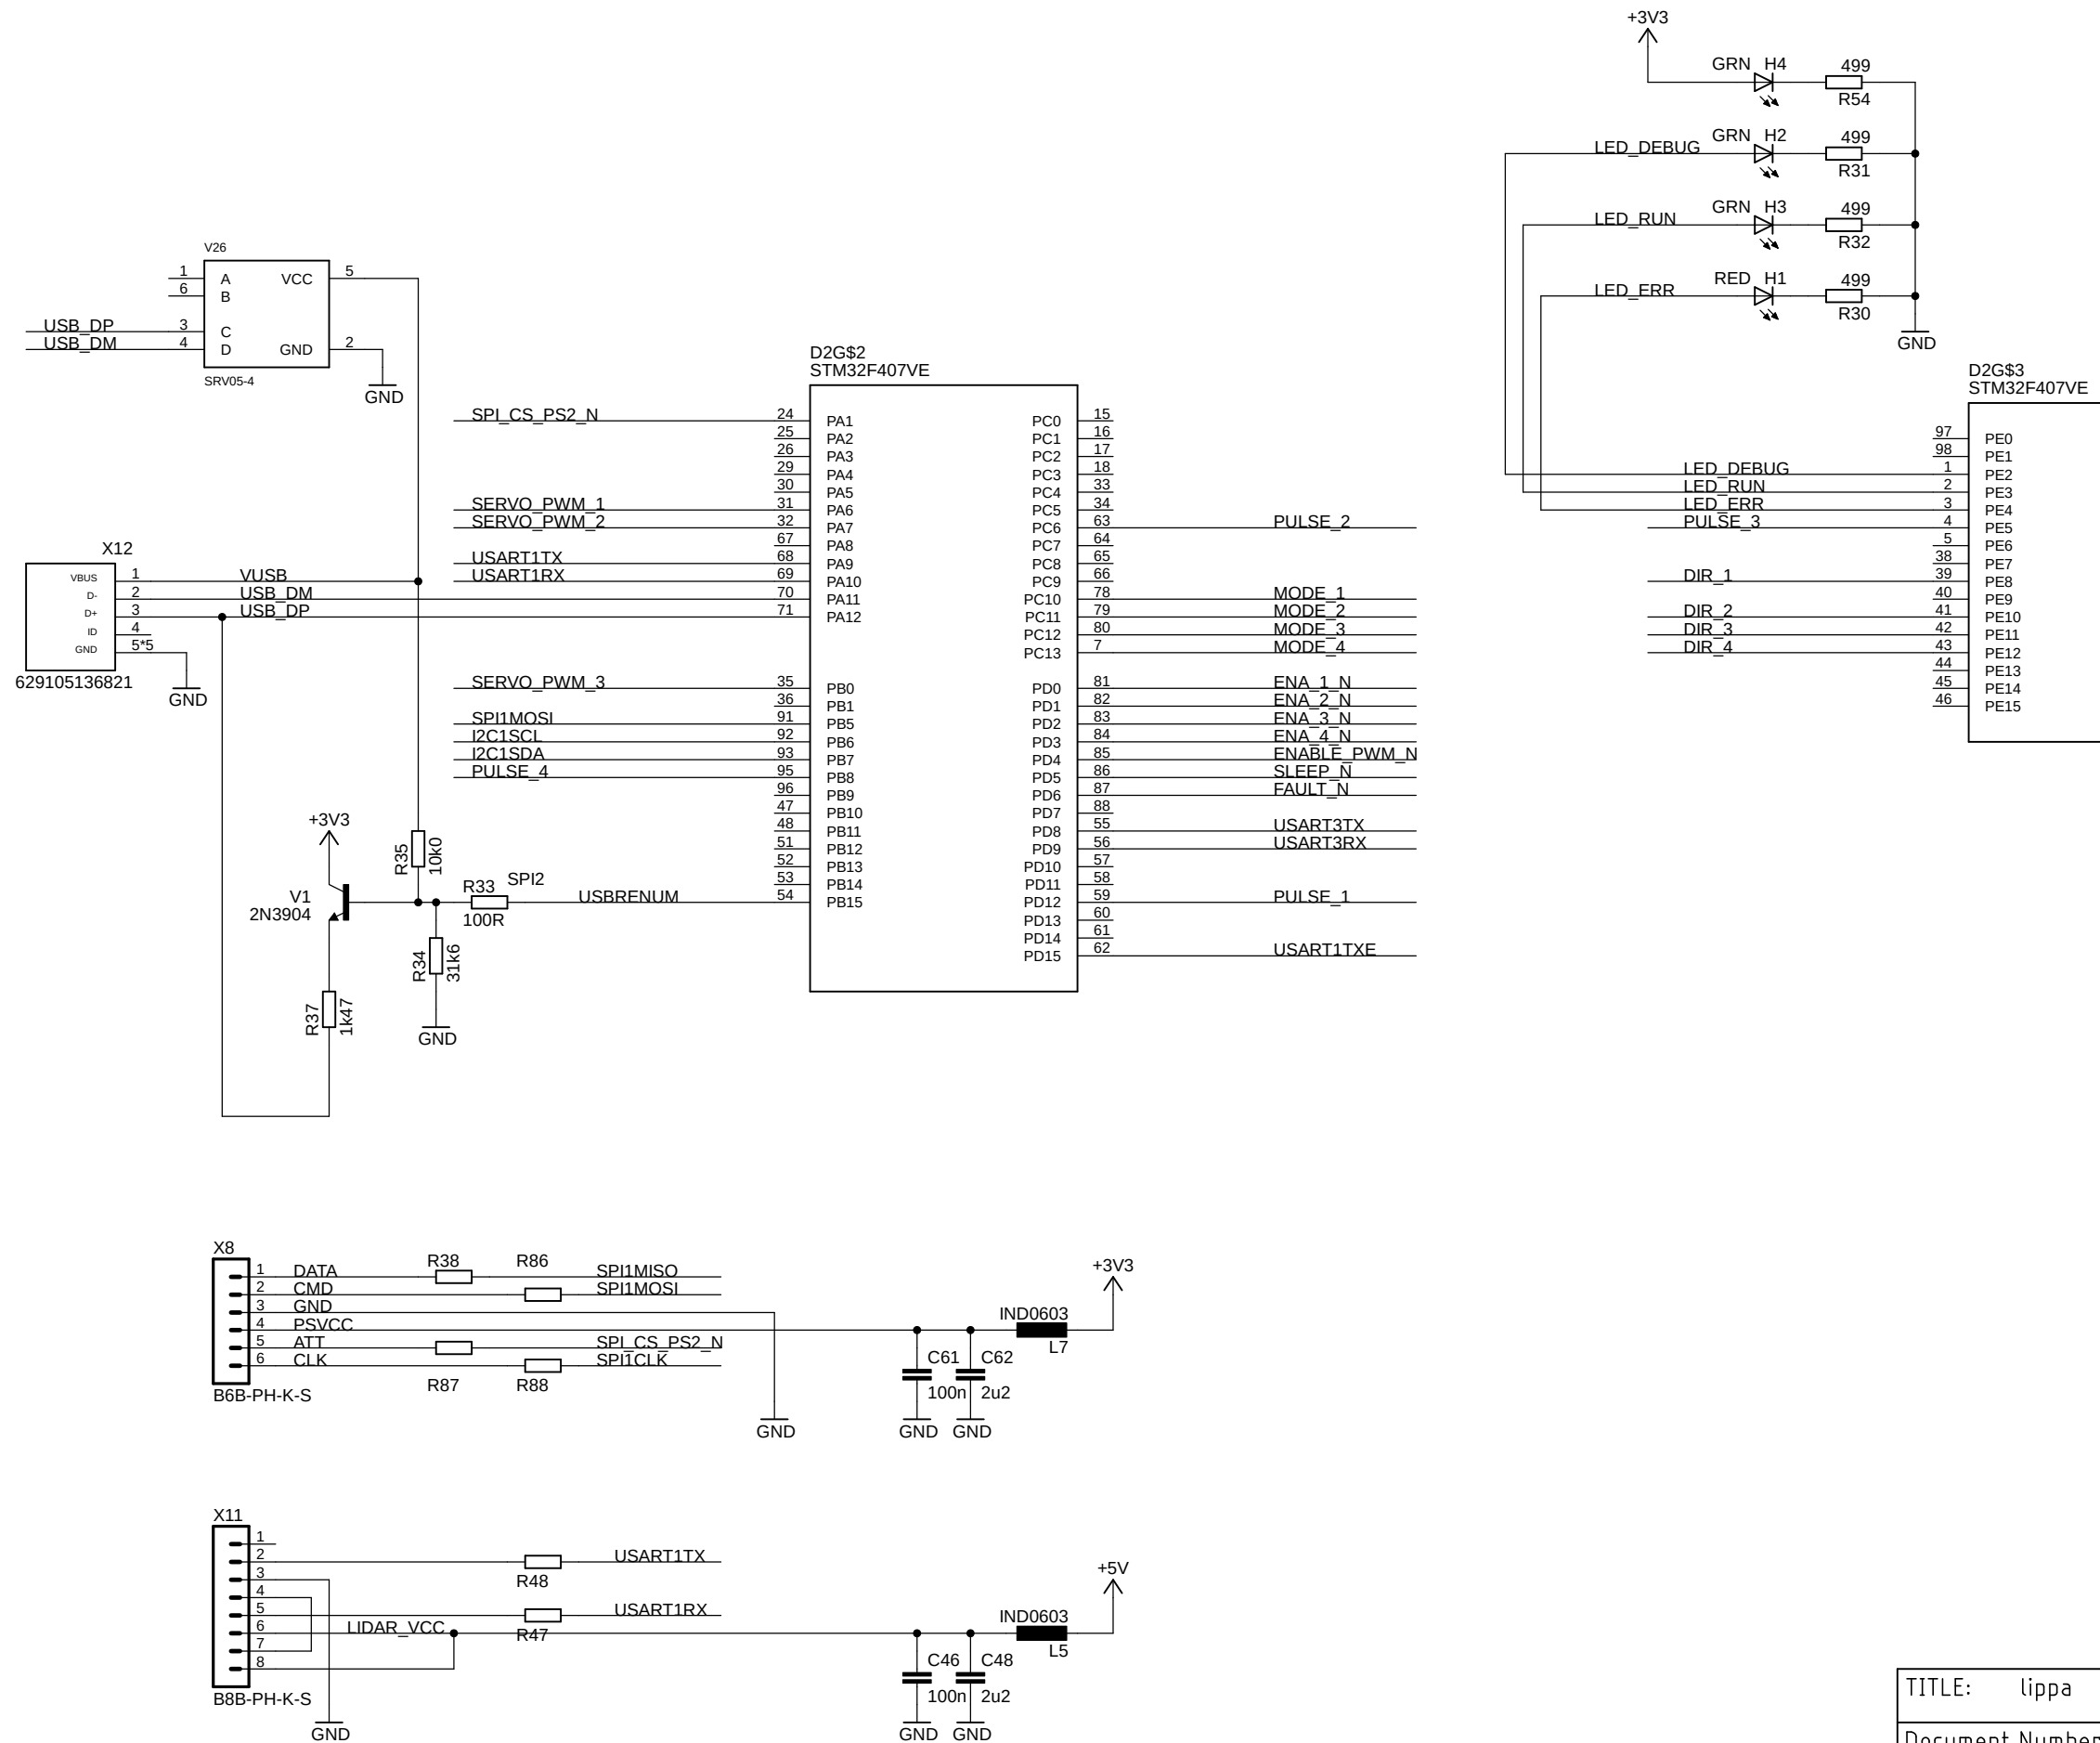 +3V3
GRN H4 499
R54
LED_DEBUG GRN H2 499
R31
LED_RUN GRN H3 499
R32
LED_ERR RED H1 499
R30
GND
V26
1 A VCC 5
6 B
USB_DP 3 C
USB_DM 4 D GND 2
SRV05-4
GND
D2G$2
STM32F407VE
SPI_CS_PS2_N 24 PA1 PC0 15
25 PA2 PC1 16
26 PA3 PC2 17
29 PA4 PC3 18
30 PA5 PC4 33
SERVO_PWM_1 31 PA6 PC5 34
SERVO_PWM_2 32 PA7 PC6 63 PULSE_2
67 PA8 PC7 64
USART1TX 68 PA9 PC8 65
USART1RX 69 PA10 PC9 66
70 PA11 PC10 78 MODE_1
71 PA12 PC11 79 MODE_2
PC12 80 MODE_3
PC13 7 MODE_4
SERVO_PWM_3 35 PB0 PD0 81 ENA_1_N
36 PB1 PD1 82 ENA_2_N
SPI1MOSI 91 PB5 PD2 83 ENA_3_N
I2C1SCL 92 PB6 PD3 84 ENA_4_N
I2C1SDA 93 PB7 PD4 85 ENABLE_PWM_N
PULSE_4 95 PB8 PD5 86 SLEEP_N
96 PB9 PD6 87 FAULT_N
47 PB10 PD7 88
48 PB11 PD8 55 USART3TX
51 PB12 PD9 56 USART3RX
52 PB13 PD10 57
53 PB14 PD11 58
USBRENUM 54 PB15 PD12 59 PULSE_1
PD13 60
PD14 61
PD15 62 USART1TXE
D2G$3
STM32F407VE
97 PE0
98 PE1
LED_DEBUG 1 PE2
LED_RUN 2 PE3
LED_ERR 3 PE4
PULSE_3 4 PE5
5 PE6
38 PE7
DIR_1 39 PE8
40 PE9
DIR_2 41 PE10
DIR_3 42 PE11
DIR_4 43 PE12
44 PE13
45 PE14
46 PE15
X12
VBUS 1 VUSB
D- 2 USB_DM
D+ 3 USB_DP
ID 4
GND 5*5
629105136821
GND
+3V3
R35
10k0
V1
2N3904
R33 SPI2
100R
R34
31k6
R37
1k47
GND
X8
1 DATA R38 R86 SPI1MISO
2 CMD SPI1MOSI
3 GND
4 PSVCC
5 ATT SPI_CS_PS2_N
6 CLK SPI1CLK
B6B-PH-K-S R87 R88
GND
+3V3
IND0603
L7
C61 C62
100n 2u2
GND GND
X11
1
2 USART1TX
3 R48
4
5 USART1RX
6 LIDAR_VCC R47
7
8
B8B-PH-K-S
GND
+5V
IND0603
L5
C46 C48
100n 2u2
GND GND
TITLE: lippa
Document Number